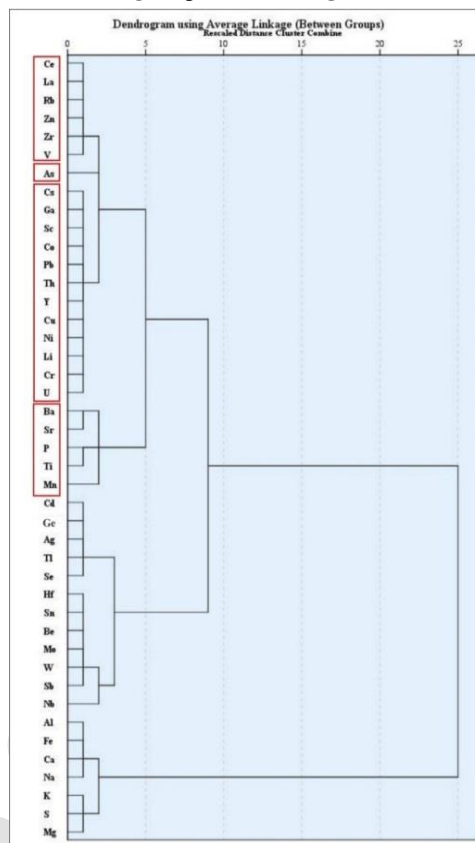 Dendrogram using Average Linkage (Between Groups)
Rescaled Distance Cluster Combine
0 5 10 15 20 25
Ce
La
Rb
Zn
Zr
V
As
Cs
Ga
Sc
Co
Pb
Th
Y
Cu
Ni
Li
Cr
U
Ba
Sr
P
Ti
Mn
Cd
Ge
Ag
Tl
Se
Hf
Sn
Be
Mo
W
Sb
Nb
Al
Fe
Ca
Na
K
S
Mg